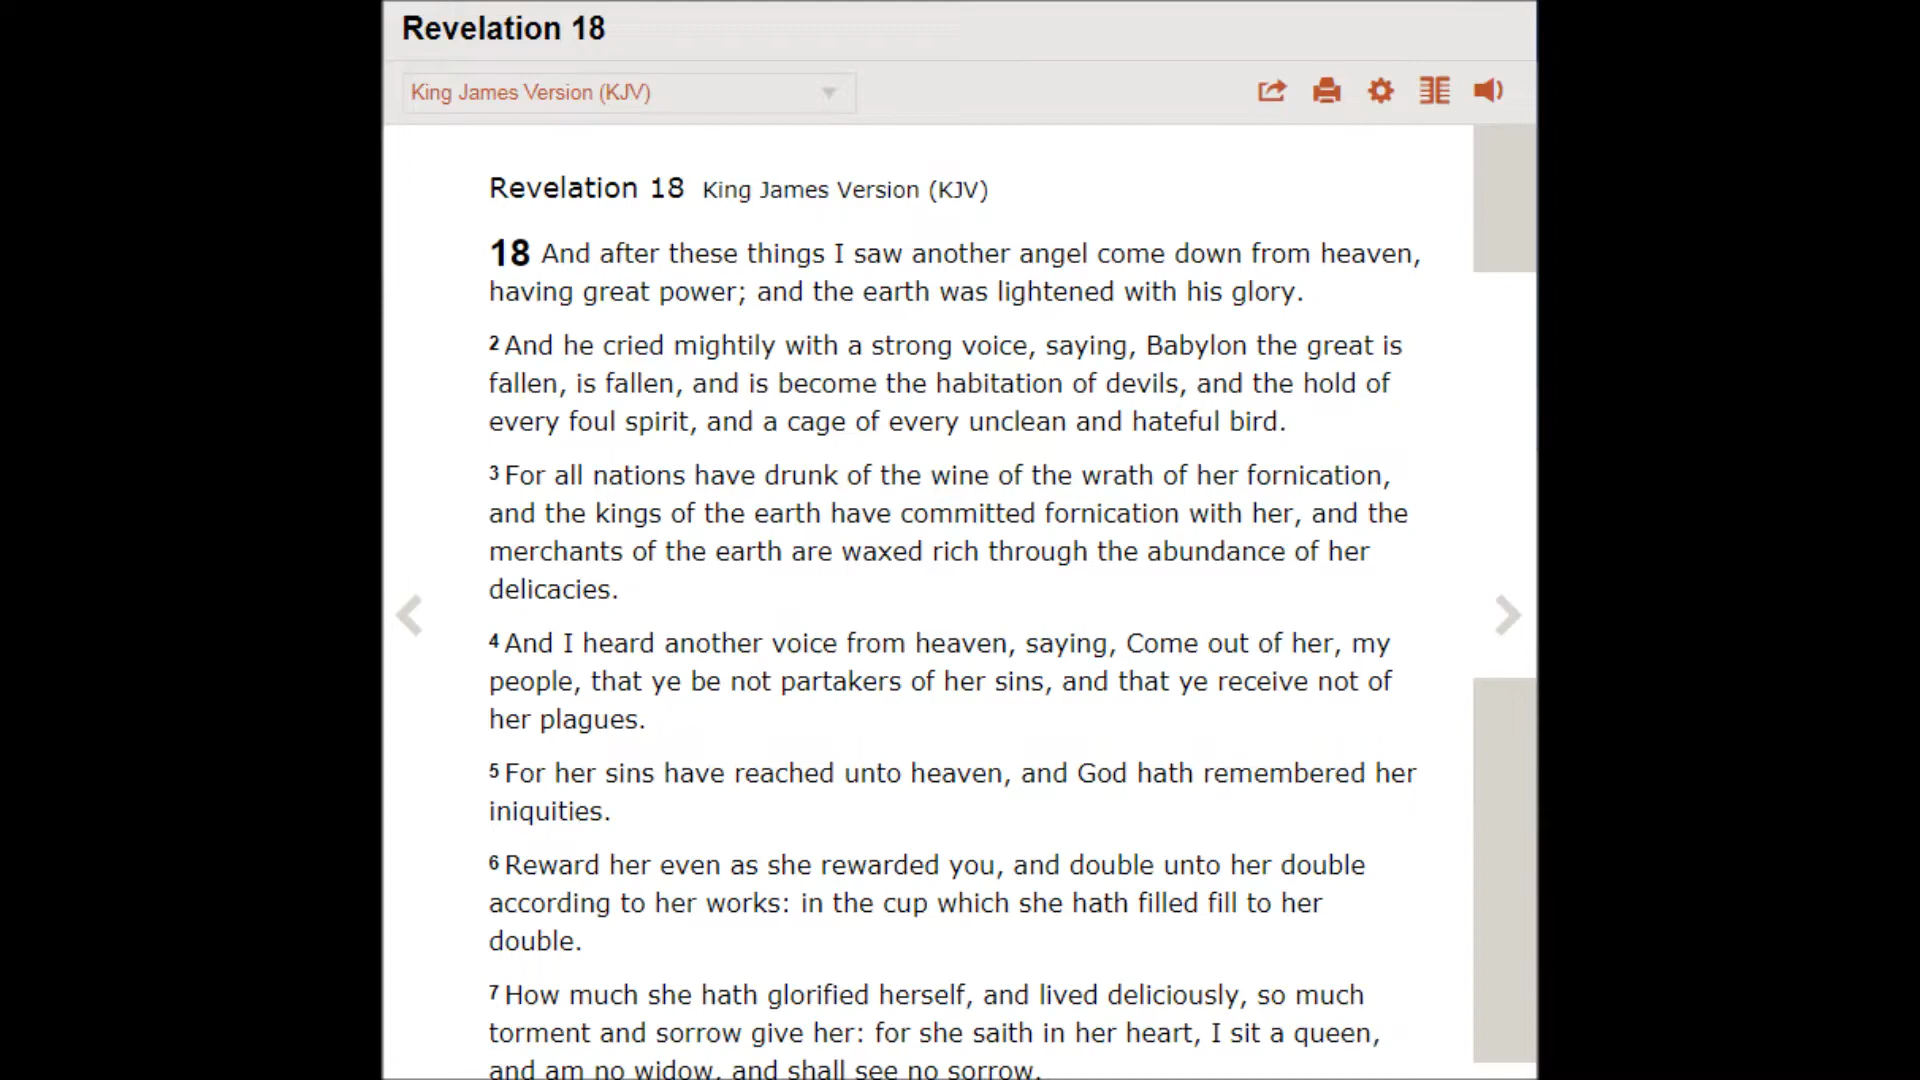 Revelation 18
King James Version (KJV)
Revelation 18 King James Version (KJV)
18 And after these things I saw another angel come down from heaven,
having great power; and the earth was lightened with his glory.
2 And he cried mightily with a strong voice, saying, Babylon the great is
fallen, is fallen, and is become the habitation of devils, and the hold of
every foul spirit, and a cage of every unclean and hateful bird.
3 For all nations have drunk of the wine of the wrath of her fornication,
and the kings of the earth have committed fornication with her, and the
merchants of the earth are waxed rich through the abundance of her
delicacies.
4 And I heard another voice from heaven, saying, Come out of her, my
people, that ye be not partakers of her sins, and that ye receive not of
her plagues.
5 For her sins have reached unto heaven, and God hath remembered her
iniquities.
6 Reward her even as she rewarded you, and double unto her double
according to her works: in the cup which she hath filled fill to her
double.
7 How much she hath glorified herself, and lived deliciously, so much
torment and sorrow give her: for she saith in her heart, I sit a queen,
and am no widow, and shall see no sorrow.